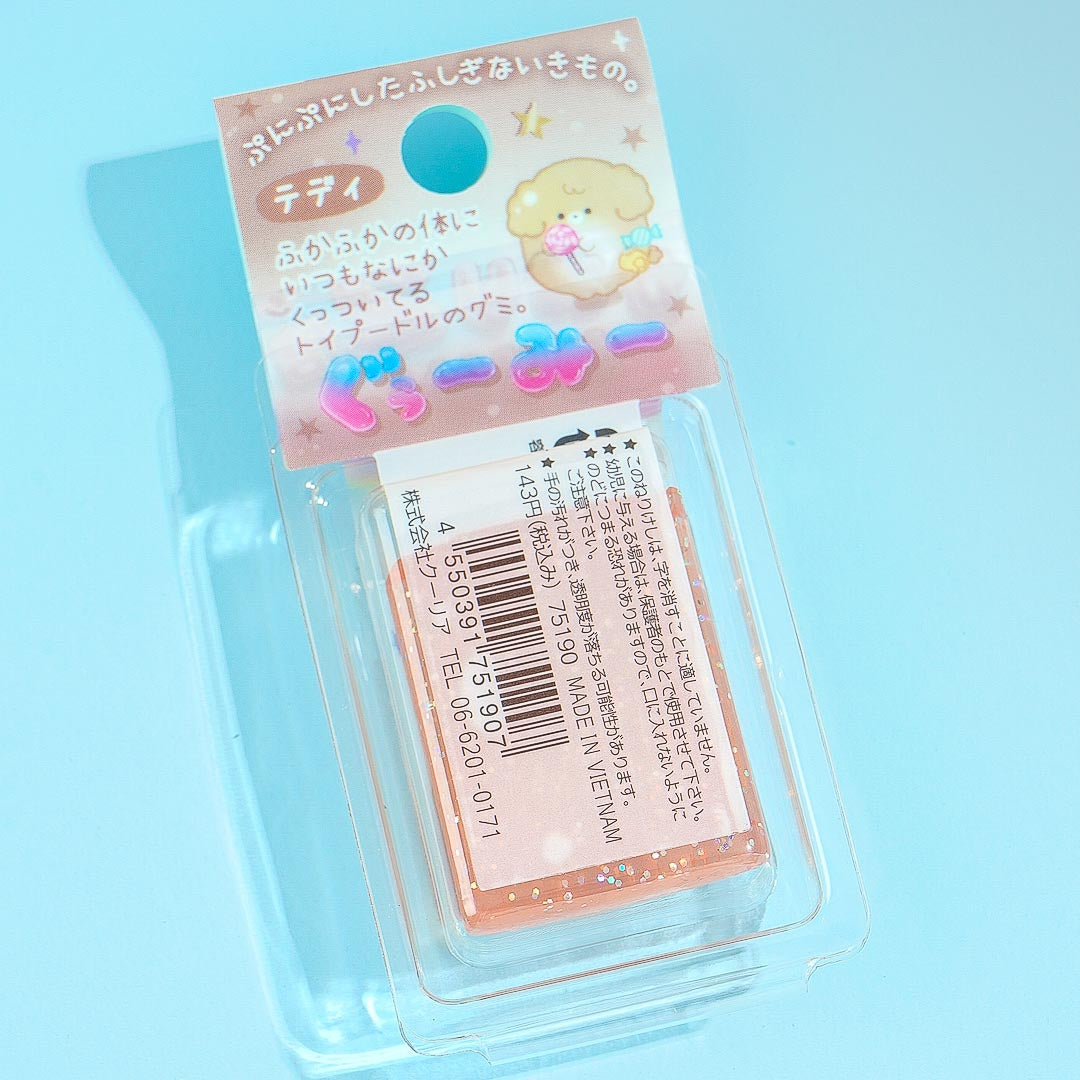 ぷにぷにしたふしぎないきもの。
テディ
ふかふかの体に
いつもなにか
くっついてる
トイプードルのグミ。
ぐぅーみー
★このねりけしは、字を消すことに適していません。
★幼児に与える場合は、保護者のもとで使用させて下さい。
★のどにつまる恐れがありますので、口に入れないように
ご注意下さい。
★手の汚れがつき、透明度が落ちる可能性があります。
143円(税込み) 75190 MADE IN VIETNAM
4 550391 751907
株式会社クーリア TEL 06-6201-0171